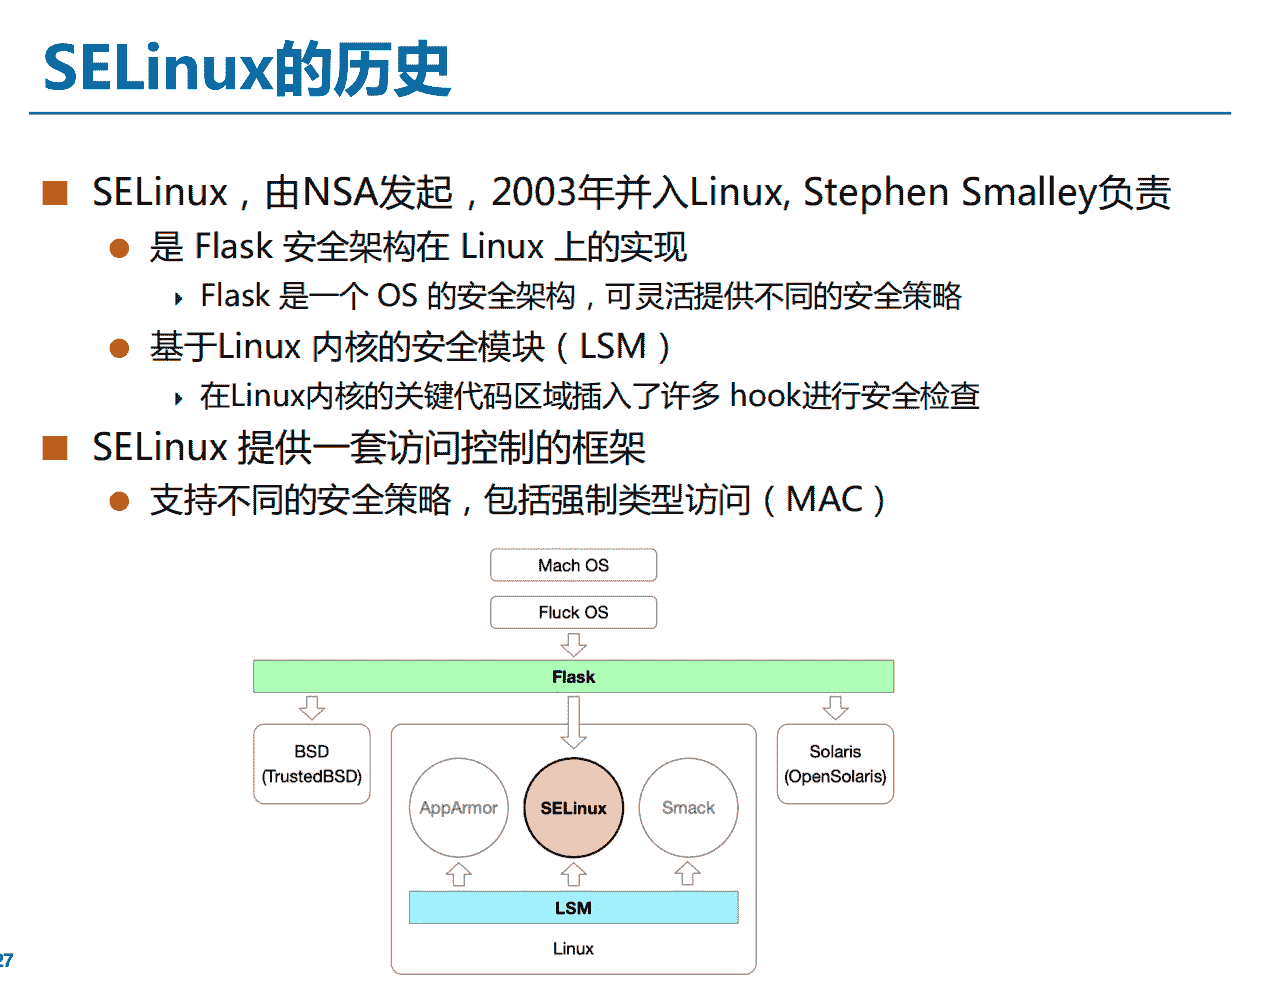 SELinux的历史
SELinux，由NSA发起，2003年并入Linux, Stephen Smalley负责
是 Flask 安全架构在 Linux 上的实现
Flask 是一个 OS 的安全架构，可灵活提供不同的安全策略
基于Linux 内核的安全模块（LSM）
在Linux内核的关键代码区域插入了许多 hook进行安全检查
SELinux 提供一套访问控制的框架
支持不同的安全策略，包括强制类型访问（MAC）
Mach OS
Fluck OS
Flask
BSD
(TrustedBSD)
Solaris
(OpenSolaris)
AppArmor
SELinux
Smack
LSM
Linux
27